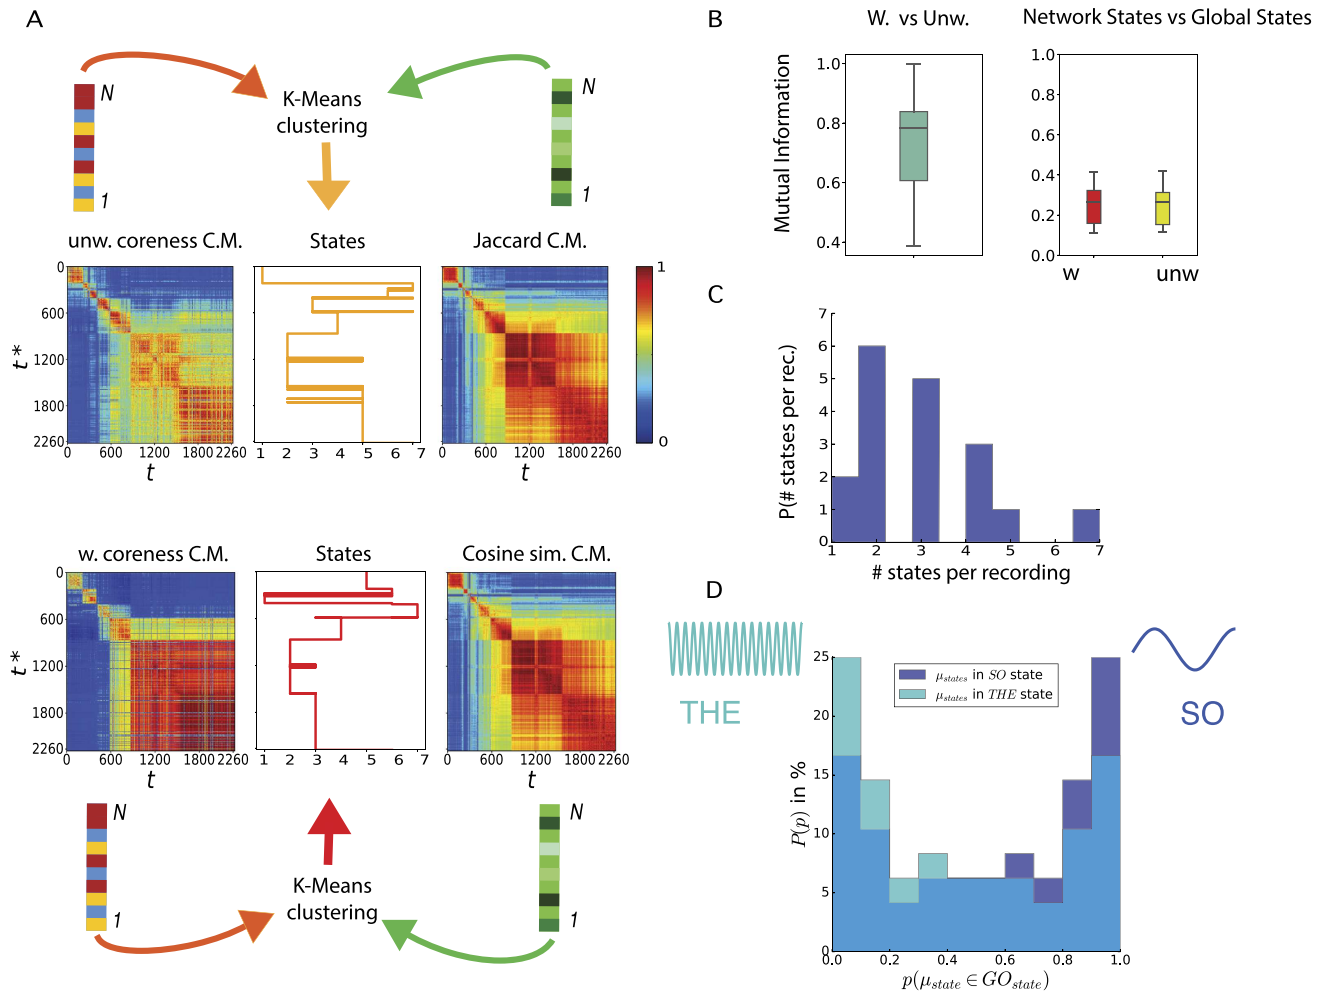 A
N
1
K-Means
clustering
N
1
unw. coreness C.M.
States
Jaccard C.M.
0
600
1200
1800
2260
t*
0 600 1200 1800 2260
t
1 2 3 4 5 6 7
0 600 1200 1800 2260
t
1
0
w. coreness C.M.
States
Cosine sim. C.M.
0
600
1200
1800
2260
t*
0 600 1200 1800 2260
t
1 2 3 4 5 6 7
0 600 1200 1800 2260
t
N
1
K-Means
clustering
N
1
B
W. vs Unw.
Mutual Information
1.0
0.8
0.6
0.4
Network States vs Global States
1.0
0.8
0.6
0.4
0.2
0.0
w unw
C
P(# statses per rec.)
7
6
5
4
3
2
1
0
1 2 3 4 5 6 7
# states per recording
D
THE
SO
P(p) in %
25
20
15
10
5
0
μstates in SO state
μstates in THE state
0.0 0.2 0.4 0.6 0.8 1.0
p(μstate ∈ GOstate)